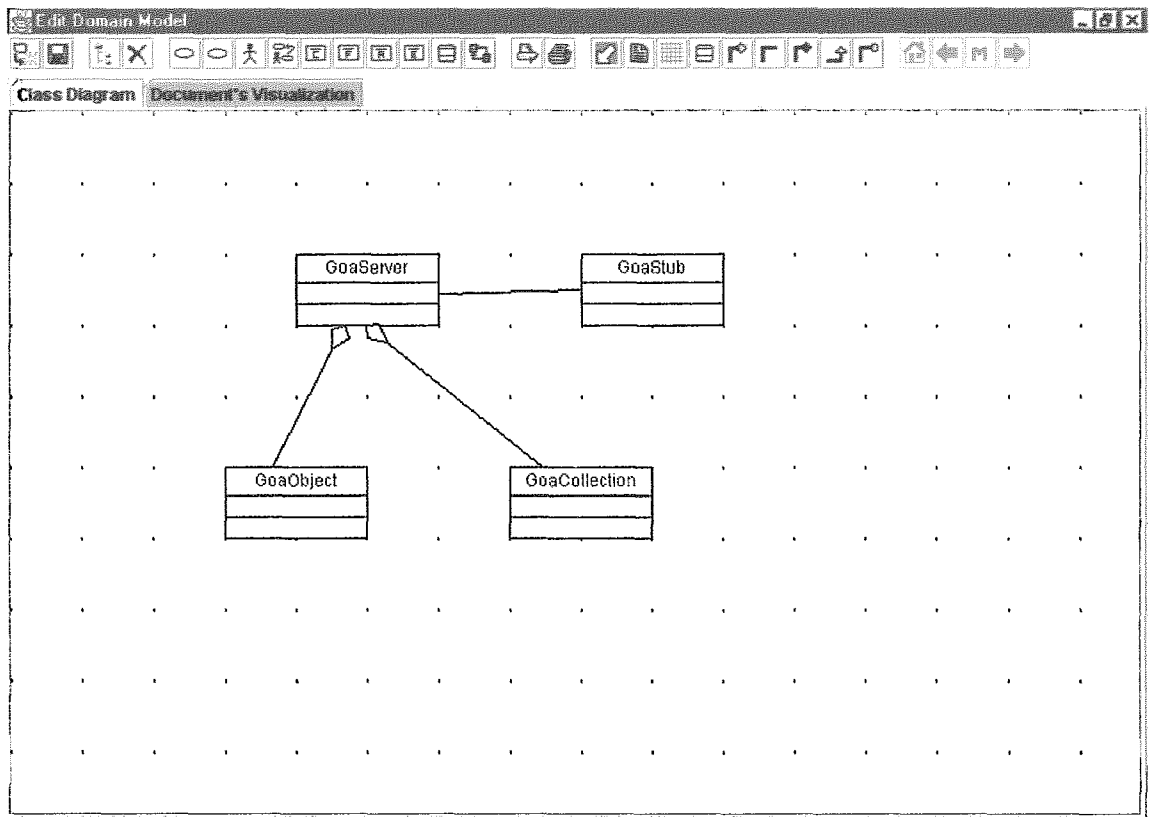 Edit Domain Model
Class Diagram Document's Visualization
GoaServer
GoaStub
GoaObject
GoaCollection